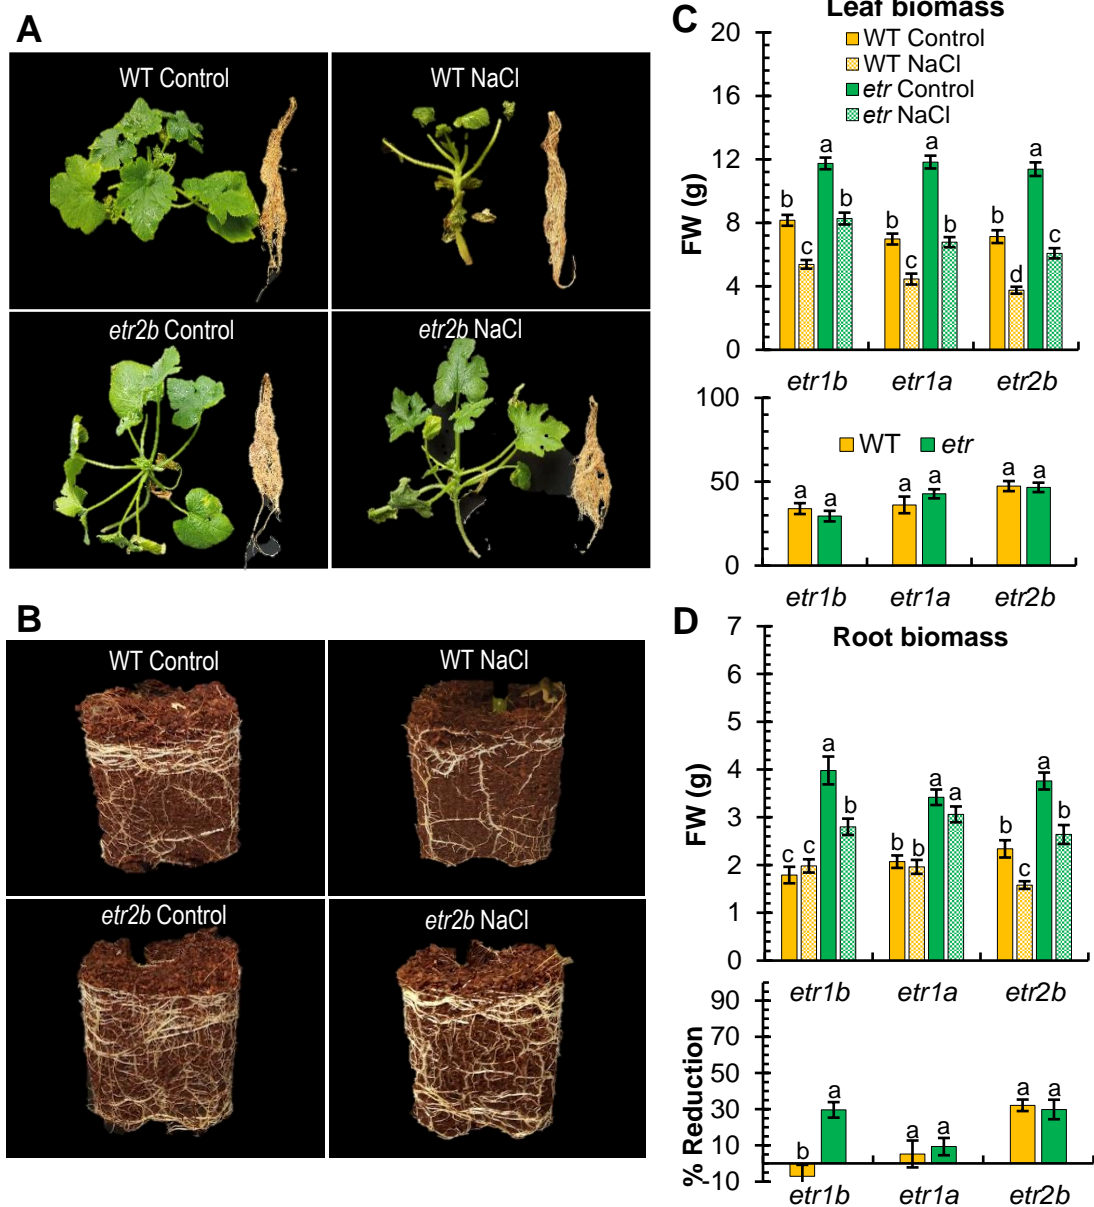 A
WT Control
WT NaCl
etr2b Control
etr2b NaCl
B
WT Control
WT NaCl
etr2b Control
etr2b NaCl
C
Leaf biomass
WT Control
WT NaCl
etr Control
etr NaCl
FW (g)
20
16
12
8
4
0
b c a b
b c a b
b d a c
etr1b etr1a etr2b
100
50
0
WT etr
a a a a a a
etr1b etr1a etr2b
D
Root biomass
FW (g)
7
6
5
4
3
2
1
0
c c a b
b b a a
b c a b
etr1b etr1a etr2b
% Reduction
90
70
50
30
10
-10
b a a a a a
etr1b etr1a etr2b